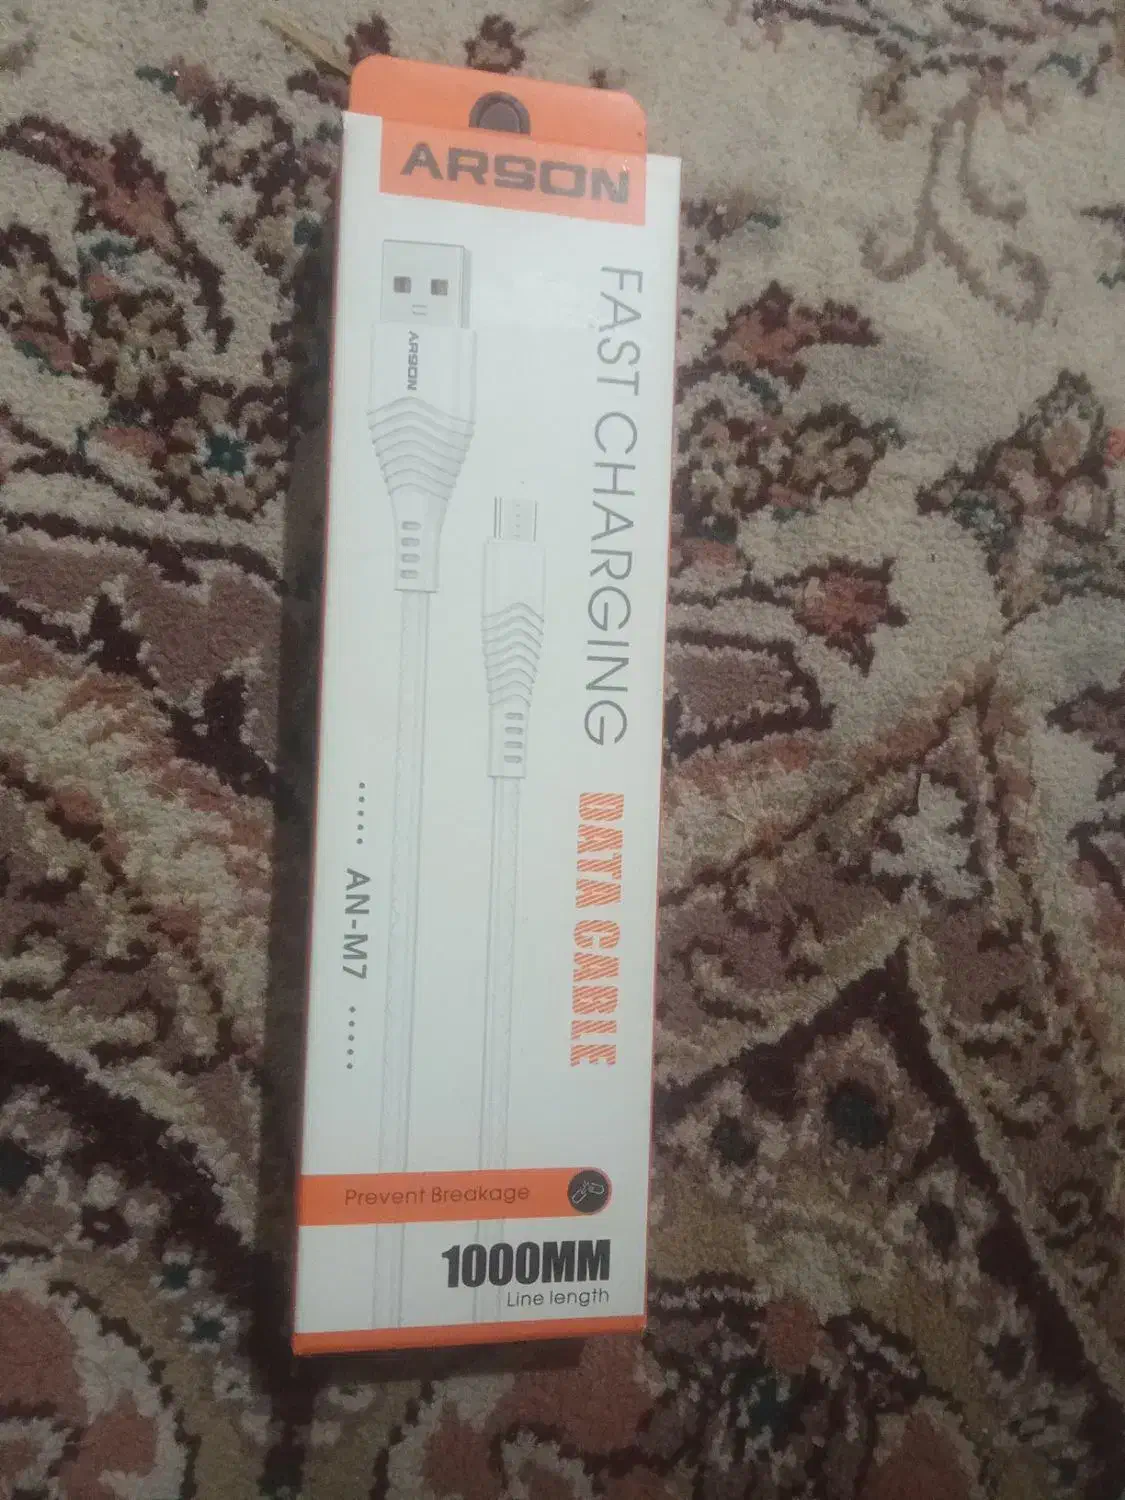 ARSON
ARSON
FAST CHARGING DATA CABLE
AN-M7
Prevent Breakage
1000MM
Line length